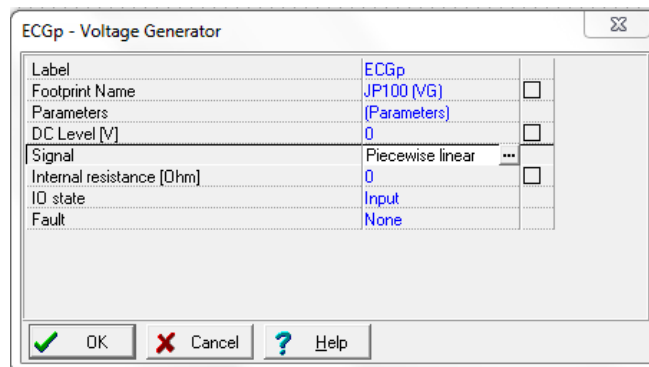 ECGp - Voltage Generator
Label ECGp
Footprint Name JP100 (VG)
Parameters (Parameters)
DC Level [V] 0
Signal Piecewise linear ...
Internal resistance [Ohm] 0
IO state Input
Fault None
OK Cancel ? Help